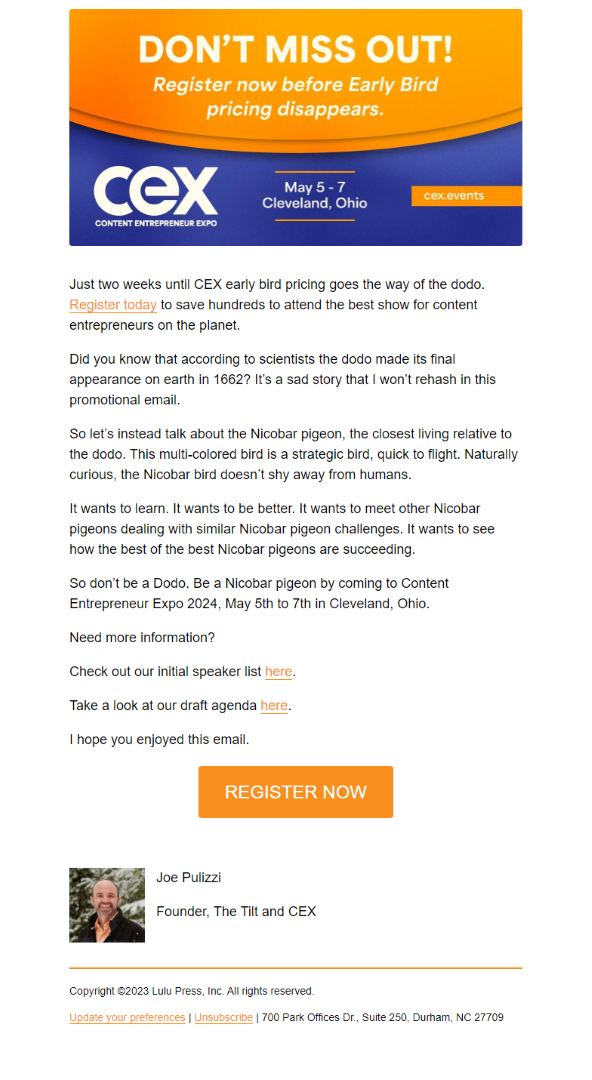 DON’T MISS OUT!
Register now before Early Bird
pricing disappears.
cex
CONTENT ENTREPRENEUR EXPO
May 5 - 7
Cleveland, Ohio
cex.events
Just two weeks until CEX early bird pricing goes the way of the dodo.
Register today to save hundreds to attend the best show for content
entrepreneurs on the planet.
Did you know that according to scientists the dodo made its final
appearance on earth in 1662? It’s a sad story that I won’t rehash in this
promotional email.
So let’s instead talk about the Nicobar pigeon, the closest living relative to
the dodo. This multi-colored bird is a strategic bird, quick to flight. Naturally
curious, the Nicobar bird doesn’t shy away from humans.
It wants to learn. It wants to be better. It wants to meet other Nicobar
pigeons dealing with similar Nicobar pigeon challenges. It wants to see
how the best of the best Nicobar pigeons are succeeding.
So don’t be a Dodo. Be a Nicobar pigeon by coming to Content
Entrepreneur Expo 2024, May 5th to 7th in Cleveland, Ohio.
Need more information?
Check out our initial speaker list here.
Take a look at our draft agenda here.
I hope you enjoyed this email.
REGISTER NOW
Joe Pulizzi
Founder, The Tilt and CEX
Copyright ©2023 Lulu Press, Inc. All rights reserved.
Update your preferences | Unsubscribe | 700 Park Offices Dr., Suite 250, Durham, NC 27709